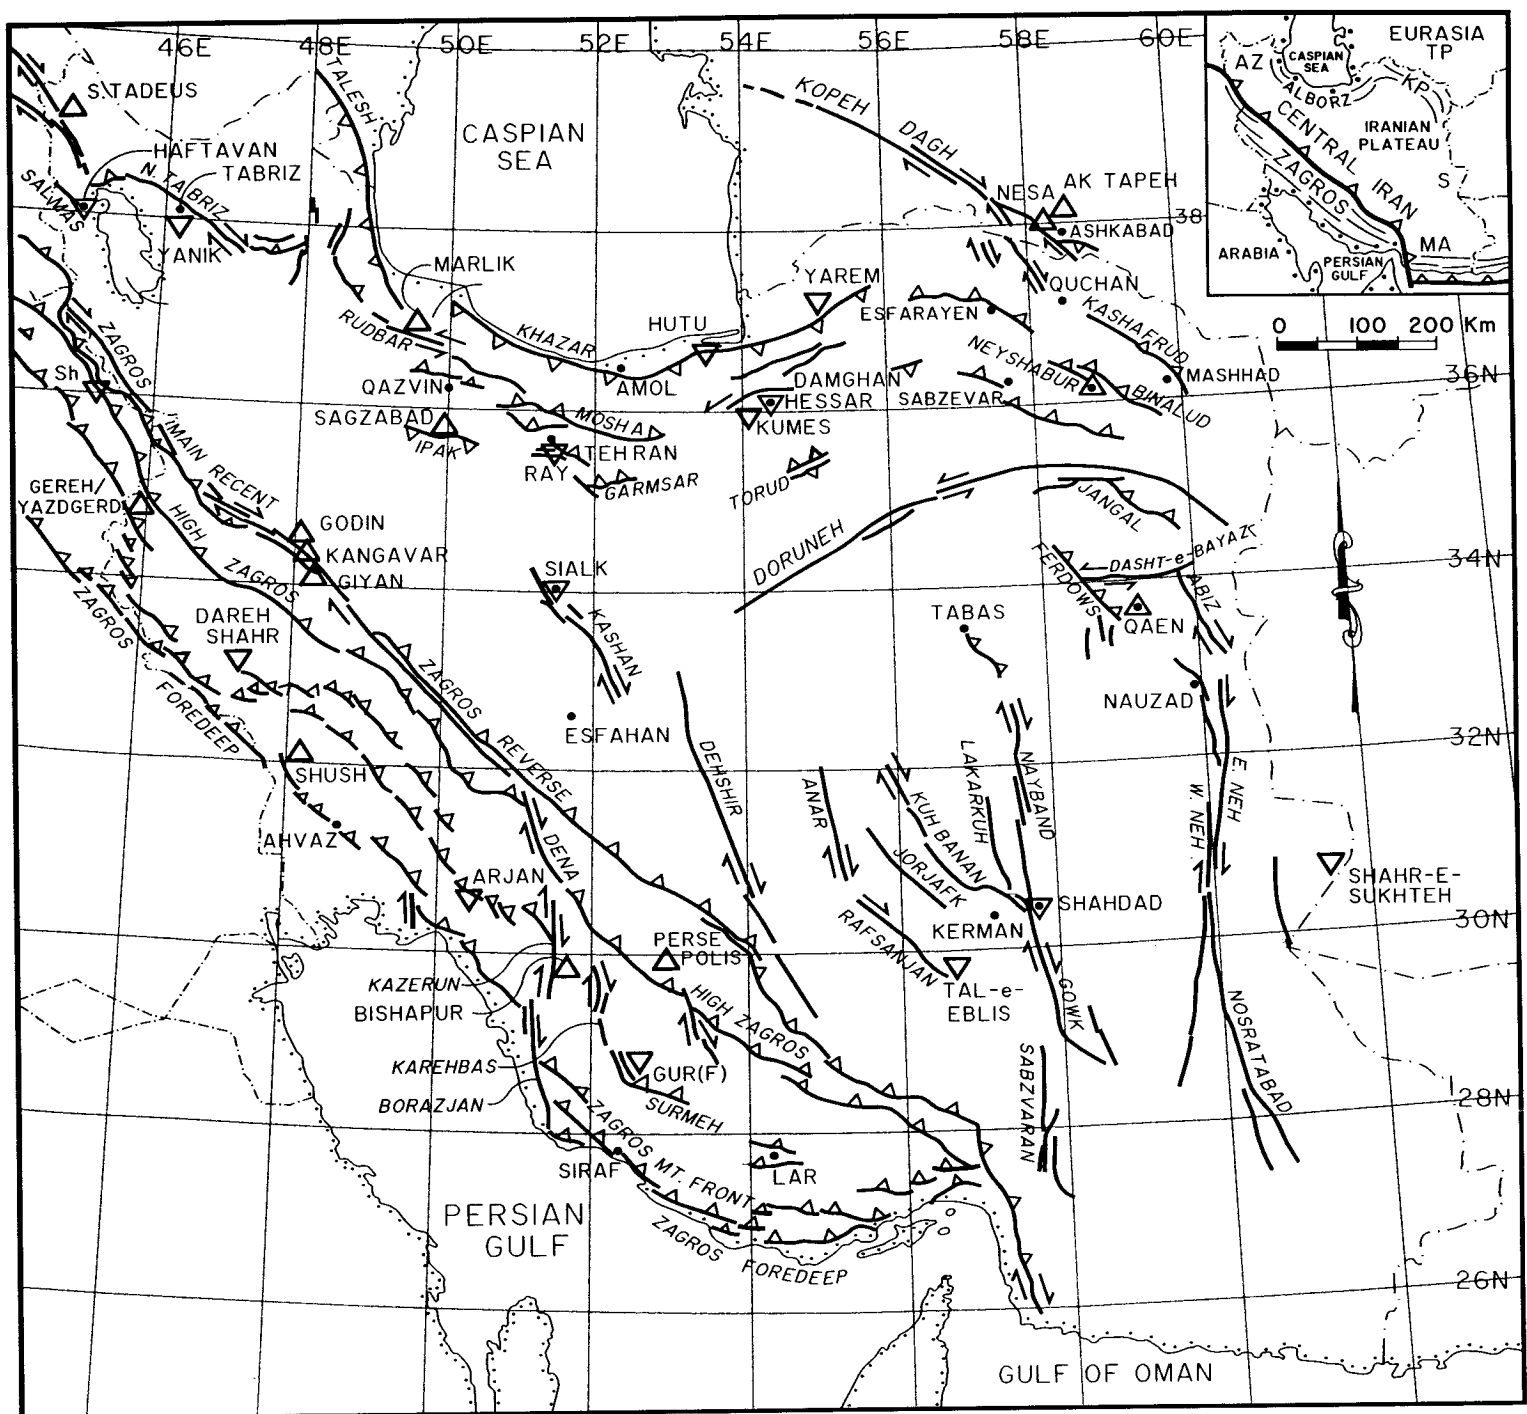 46E 48E 50E 52E 54E 56E 58E 60E
EURASIA
TP
AZ
CASPIAN
SEA
KP
ALBORZ
CENTRAL IRAN
IRANIAN
PLATEAU
ZAGROS
S
ARABIA
PERSIAN
GULF
MA
0 100 200 Km
S.TADEUS
TALESH
CASPIAN
SEA
KOPEH DAGH
HAFTAVAN
N.TABRIZ
TABRIZ
SALMAS
YANIK
NESA
AK TAPEH
38
ASHKABAD
MARLIK
YAREM
QUCHAN
ESFARAYEN
KASHAFRUD
RUDBAR
KHAZAR
HUTU
NEYSHABUR
MASHHAD
36N
ZAGROS
Sh
QAZVIN
AMOL
DAMGHAN
HESSAR
SABZEVAR
BINALUD
SAGZABAD
MOSHA
KUMES
IPAK
TEHRAN
RAY
GARMSAR
TORUD
MAIN RECENT
GEREH/
YAZDGERD
HIGH
ZAGROS
GODIN
KANGAVAR
GIYAN
JANGAL
DORUNEH
DASHT-e-BAYAZ
34N
FERDOWS
ABIZ
SIALK
KASHAN
TABAS
QAEN
DAREH
SHAHR
ZAGROS
FOREDEEP
ZAGROS
REVERSE
NAUZAD
ESFAHAN
32N
SHUSH
DEHSHIR
ANAR
LAKARKUH
NAYBAND
E. NEH
W. NEH
KUH BANAN
AHVAZ
DENA
JORJAFK
ARJAN
SHAHR-E-
SUKHTEH
SHAHDAD
30N
RAFSANJAN
KERMAN
PERSE
POLIS
KAZERUN
BISHAPUR
TAL-e-
EBLIS
HIGH ZAGROS
GOWK
NOSRATABAD
KAREHBAS
GUR(F)
BORAZJAN
SURMEH
SABZVARAN
28N
ZAGROS MT. FRONT
SIRAF
LAR
PERSIAN
GULF
ZAGROS FOREDEEP
26N
GULF OF OMAN